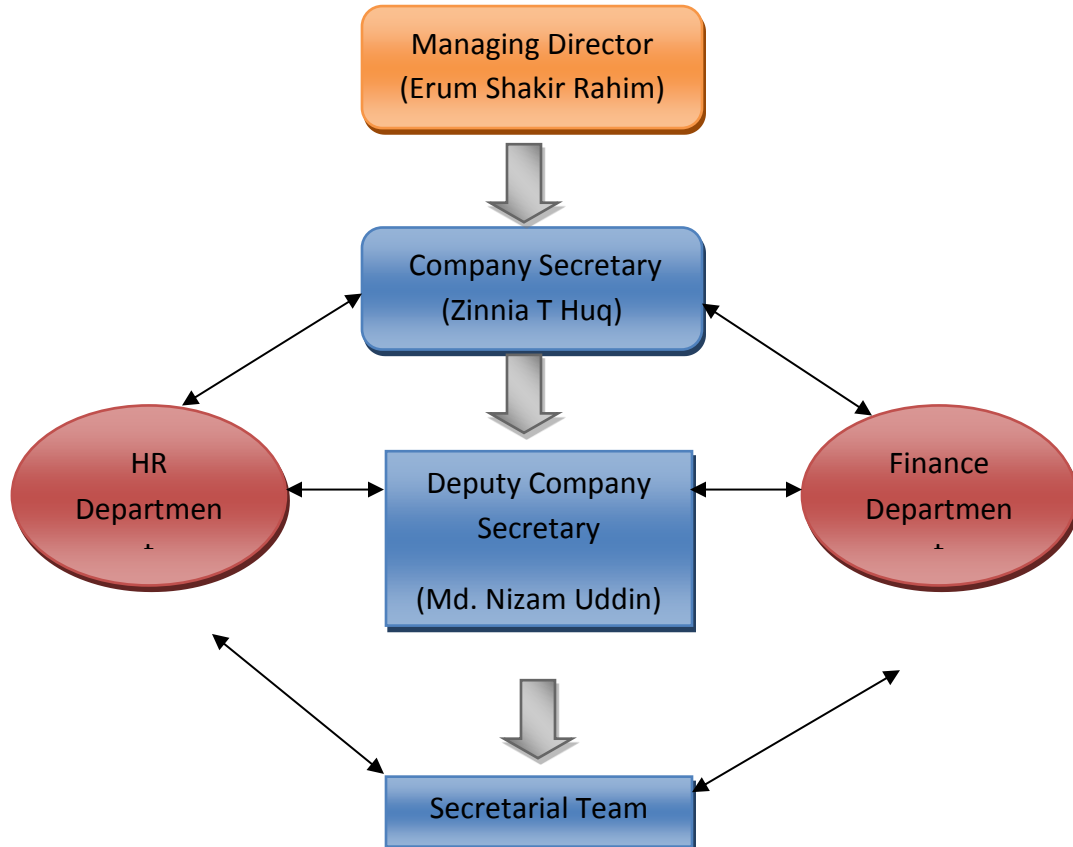 Managing Director
(Erum Shakir Rahim)
Company Secretary
(Zinnia T Huq)
HR
Departmen
t
Deputy Company
Secretary
(Md. Nizam Uddin)
Finance
Departmen
t
Secretarial Team